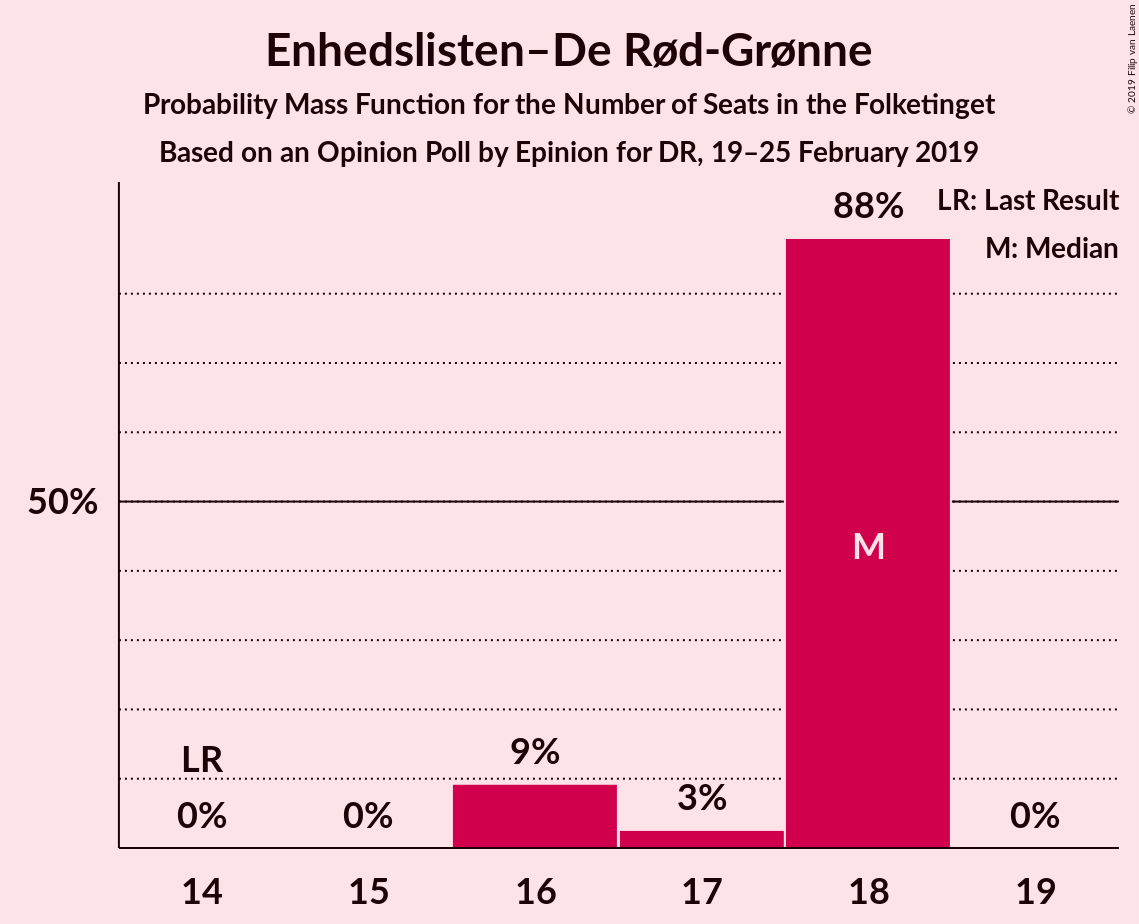 Enhedslisten–De Rød-Grønne
Probability Mass Function for the Number of Seats in the Folketinget
Based on an Opinion Poll by Epinion for DR, 19–25 February 2019
© 2019 Filip van Laenen
LR: Last Result
M: Median
88%
50%
M
LR
0%
0%
9%
3%
0%
14 15 16 17 18 19